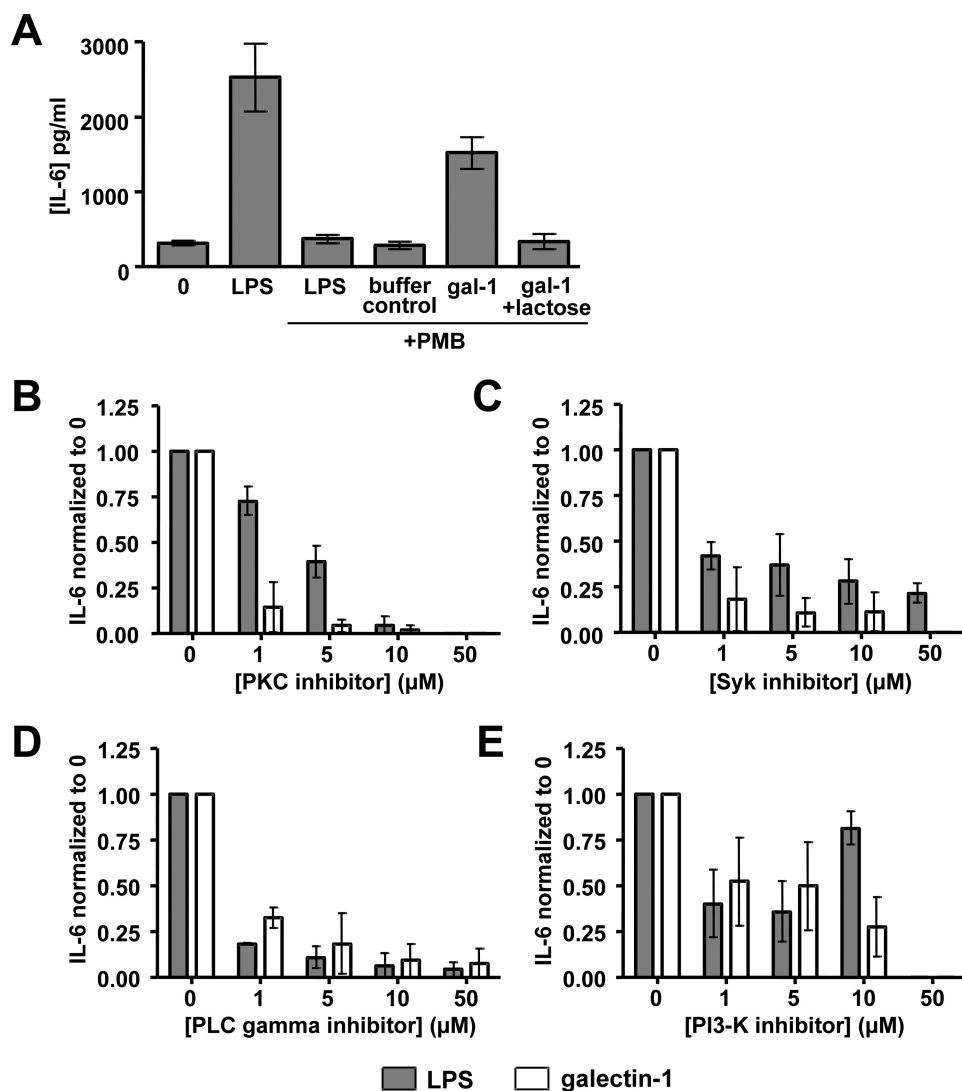 A
[IL-6] pg/ml
3000
2000
1000
0
0 LPS LPS buffer control gal-1 gal-1 +lactose
+PMB
B
IL-6 normalized to 0
1.25
1.00
0.75
0.50
0.25
0.00
0 1 5 10 50
[PKC inhibitor] (µM)
C
IL-6 normalized to 0
1.25
1.00
0.75
0.50
0.25
0.00
0 1 5 10 50
[Syk inhibitor] (µM)
D
IL-6 normalized to 0
1.25
1.00
0.75
0.50
0.25
0.00
0 1 5 10 50
[PLC gamma inhibitor] (µM)
E
IL-6 normalized to 0
1.25
1.00
0.75
0.50
0.25
0.00
0 1 5 10 50
[PI3-K inhibitor] (µM)
LPS galectin-1